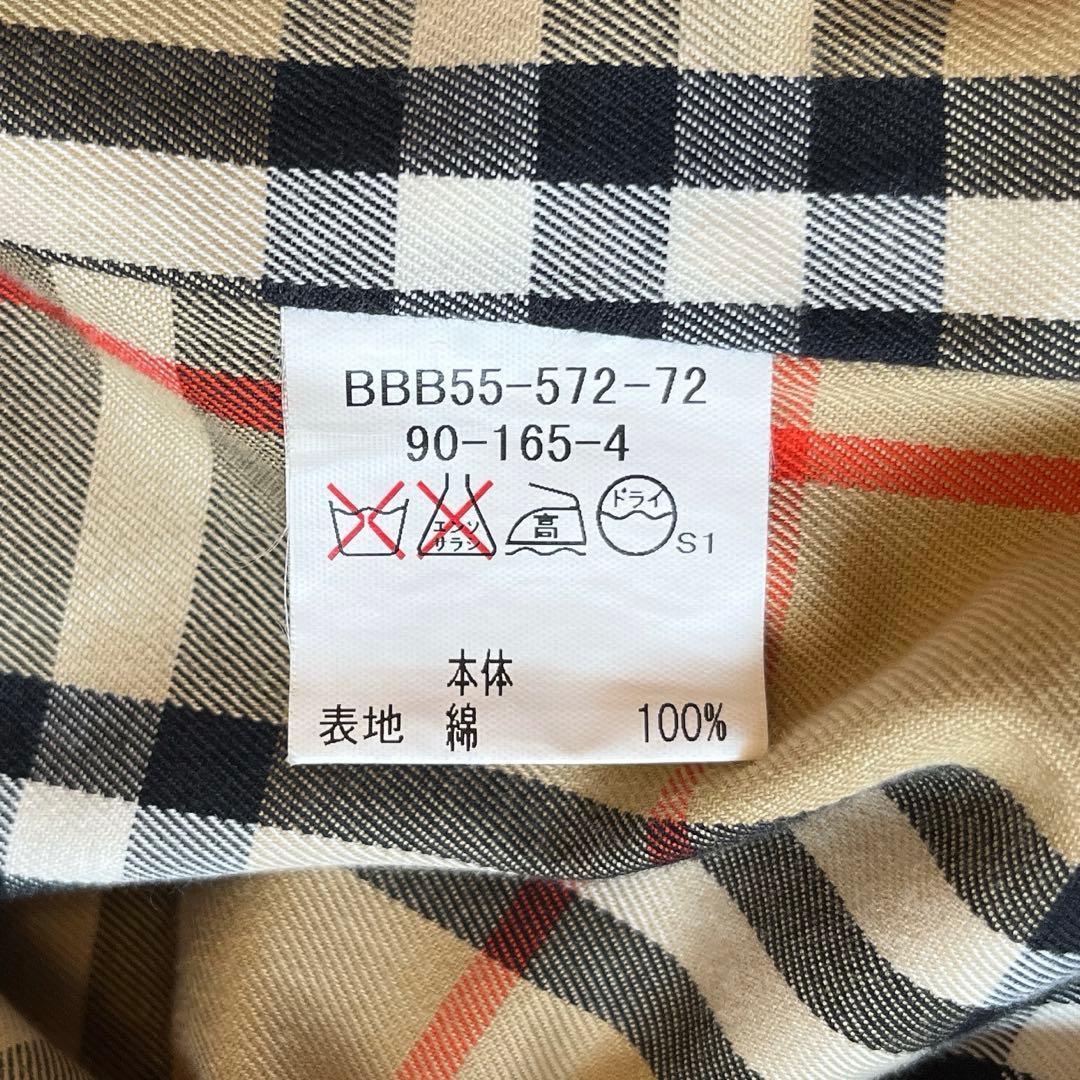 BBB55-572-72
90-165-4
エンソ サラシ 高 ドライ S1
本体
表地 綿 100%